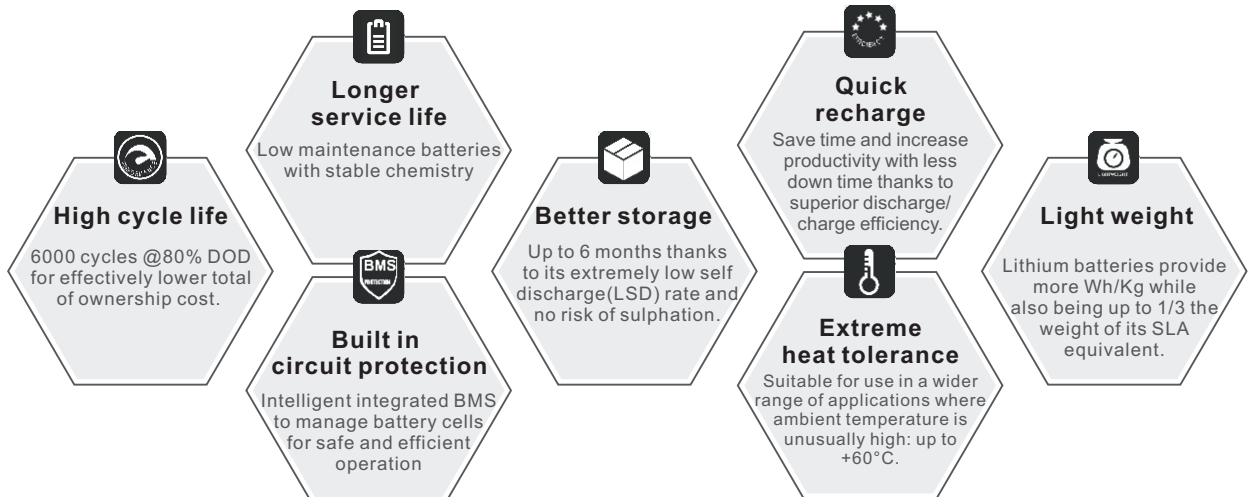 High cycle life
6000 cycles @80% DOD
for effectively lower total
of ownership cost.
Longer
service life
Low maintenance batteries
with stable chemistry
BMS
PROTECTION
Built in
circuit protection
Intelligent integrated BMS
to manage battery cells
for safe and efficient
operation
Better storage
Up to 6 months thanks
to its extremely low self
discharge(LSD) rate and
no risk of sulphation.
Quick
recharge
Save time and increase
productivity with less
down time thanks to
superior discharge/
charge efficiency.
Extreme
heat tolerance
Suitable for use in a wider
range of applications where
ambient temperature is
unusually high: up to
+60°C.
LIGHTWEIGHT
Light weight
Lithium batteries provide
more Wh/Kg while
also being up to 1/3 the
weight of its SLA
equivalent.